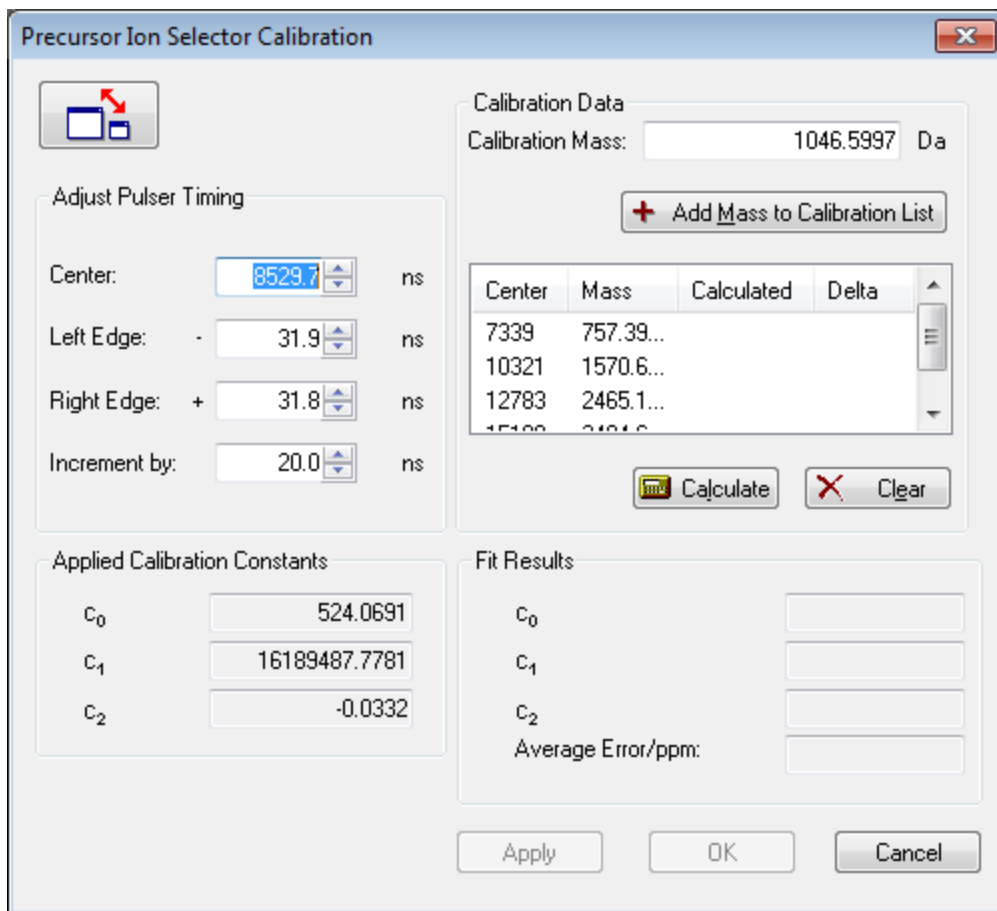 Precursor Ion Selector Calibration
Adjust Pulser Timing
Center: 8529.7 ns
Left Edge: - 31.9 ns
Right Edge: + 31.8 ns
Increment by: 20.0 ns
Calibration Data
Calibration Mass: 1046.5997 Da
Add Mass to Calibration List
Center Mass Calculated Delta
7339 757.39...
10321 1570.6...
12783 2465.1...
Calculate Clear
Applied Calibration Constants
c0 524.0691
c1 16189487.7781
c2 -0.0332
Fit Results
c0
c1
c2
Average Error/ppm:
Apply OK Cancel